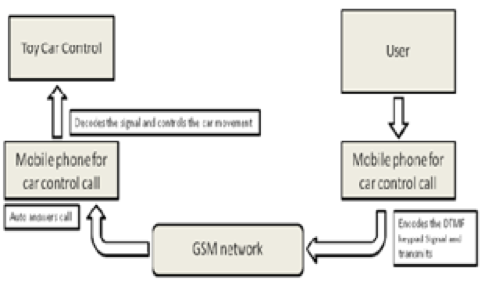 Toy Car Control
User
Decodes the signal and controls the car movement
Mobile phone for
car control call
Mobile phone for
car control call
Auto answers call
Encodes the DTMF
keypad Signal and
transmits
GSM network